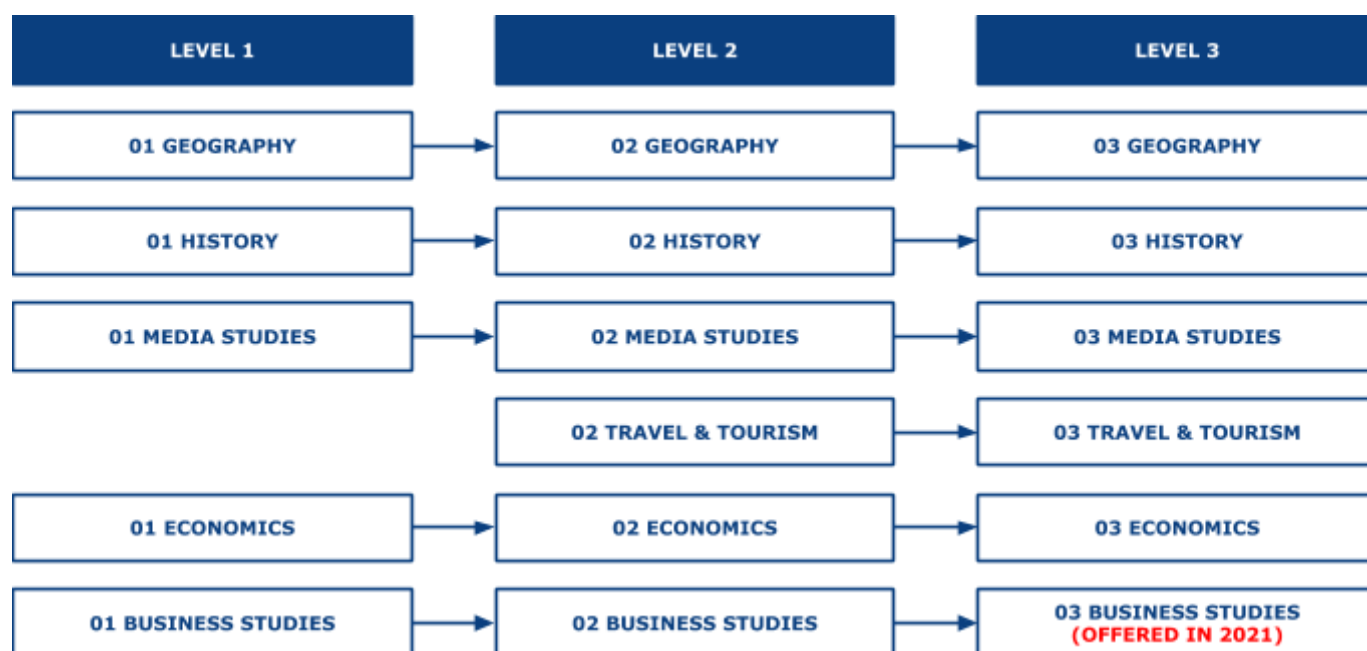 LEVEL 1
LEVEL 2
LEVEL 3
01 GEOGRAPHY
02 GEOGRAPHY
03 GEOGRAPHY
01 HISTORY
02 HISTORY
03 HISTORY
01 MEDIA STUDIES
02 MEDIA STUDIES
03 MEDIA STUDIES
02 TRAVEL & TOURISM
03 TRAVEL & TOURISM
01 ECONOMICS
02 ECONOMICS
03 ECONOMICS
01 BUSINESS STUDIES
02 BUSINESS STUDIES
03 BUSINESS STUDIES
(OFFERED IN 2021)